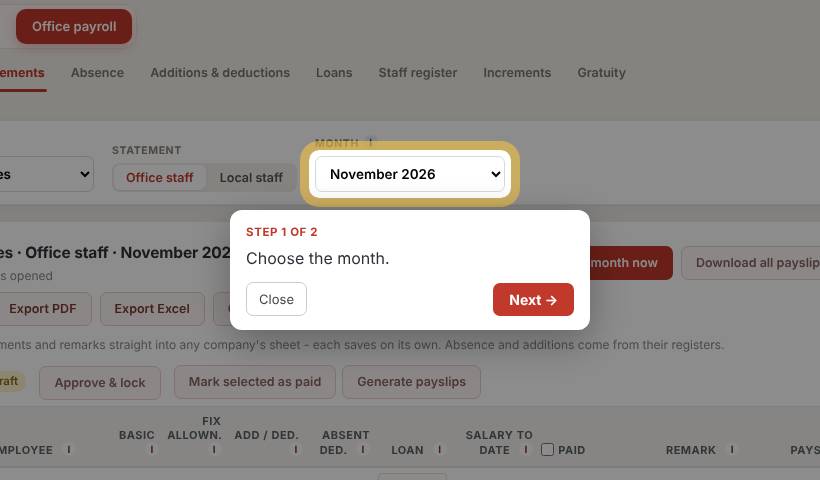 Office payroll
ements Absence Additions & deductions Loans Staff register Increments Gratuity
STATEMENT MONTH i
es Office staff Local staff November 2026
STEP 1 OF 2
Choose the month.
Close Next →
es · Office staff · November 202
month now Download all payslip
s opened
Export PDF Export Excel
ments and remarks straight into any company's sheet - each saves on its own. Absence and additions come from their registers.
raft Approve & lock Mark selected as paid Generate payslips
FIX
BASIC ALLOWN. ADD / DED. ABSENT SALARY TO
MPLOYEE i i i i DED. i LOAN i DATE i PAID REMARK i PAYS